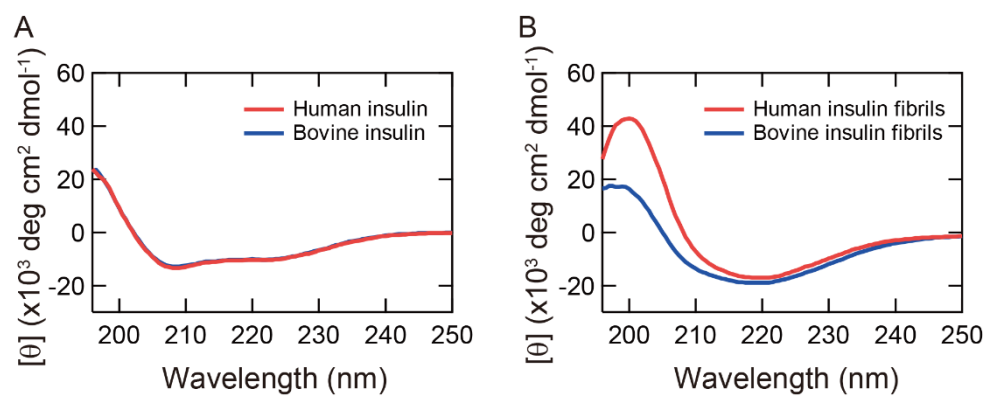 A
[θ] (x10³ deg cm² dmol⁻¹)
60
40
20
0
-20
Human insulin
Bovine insulin
200 210 220 230 240 250
Wavelength (nm)
B
[θ] (x10³ deg cm² dmol⁻¹)
60
40
20
0
-20
Human insulin fibrils
Bovine insulin fibrils
200 210 220 230 240 250
Wavelength (nm)